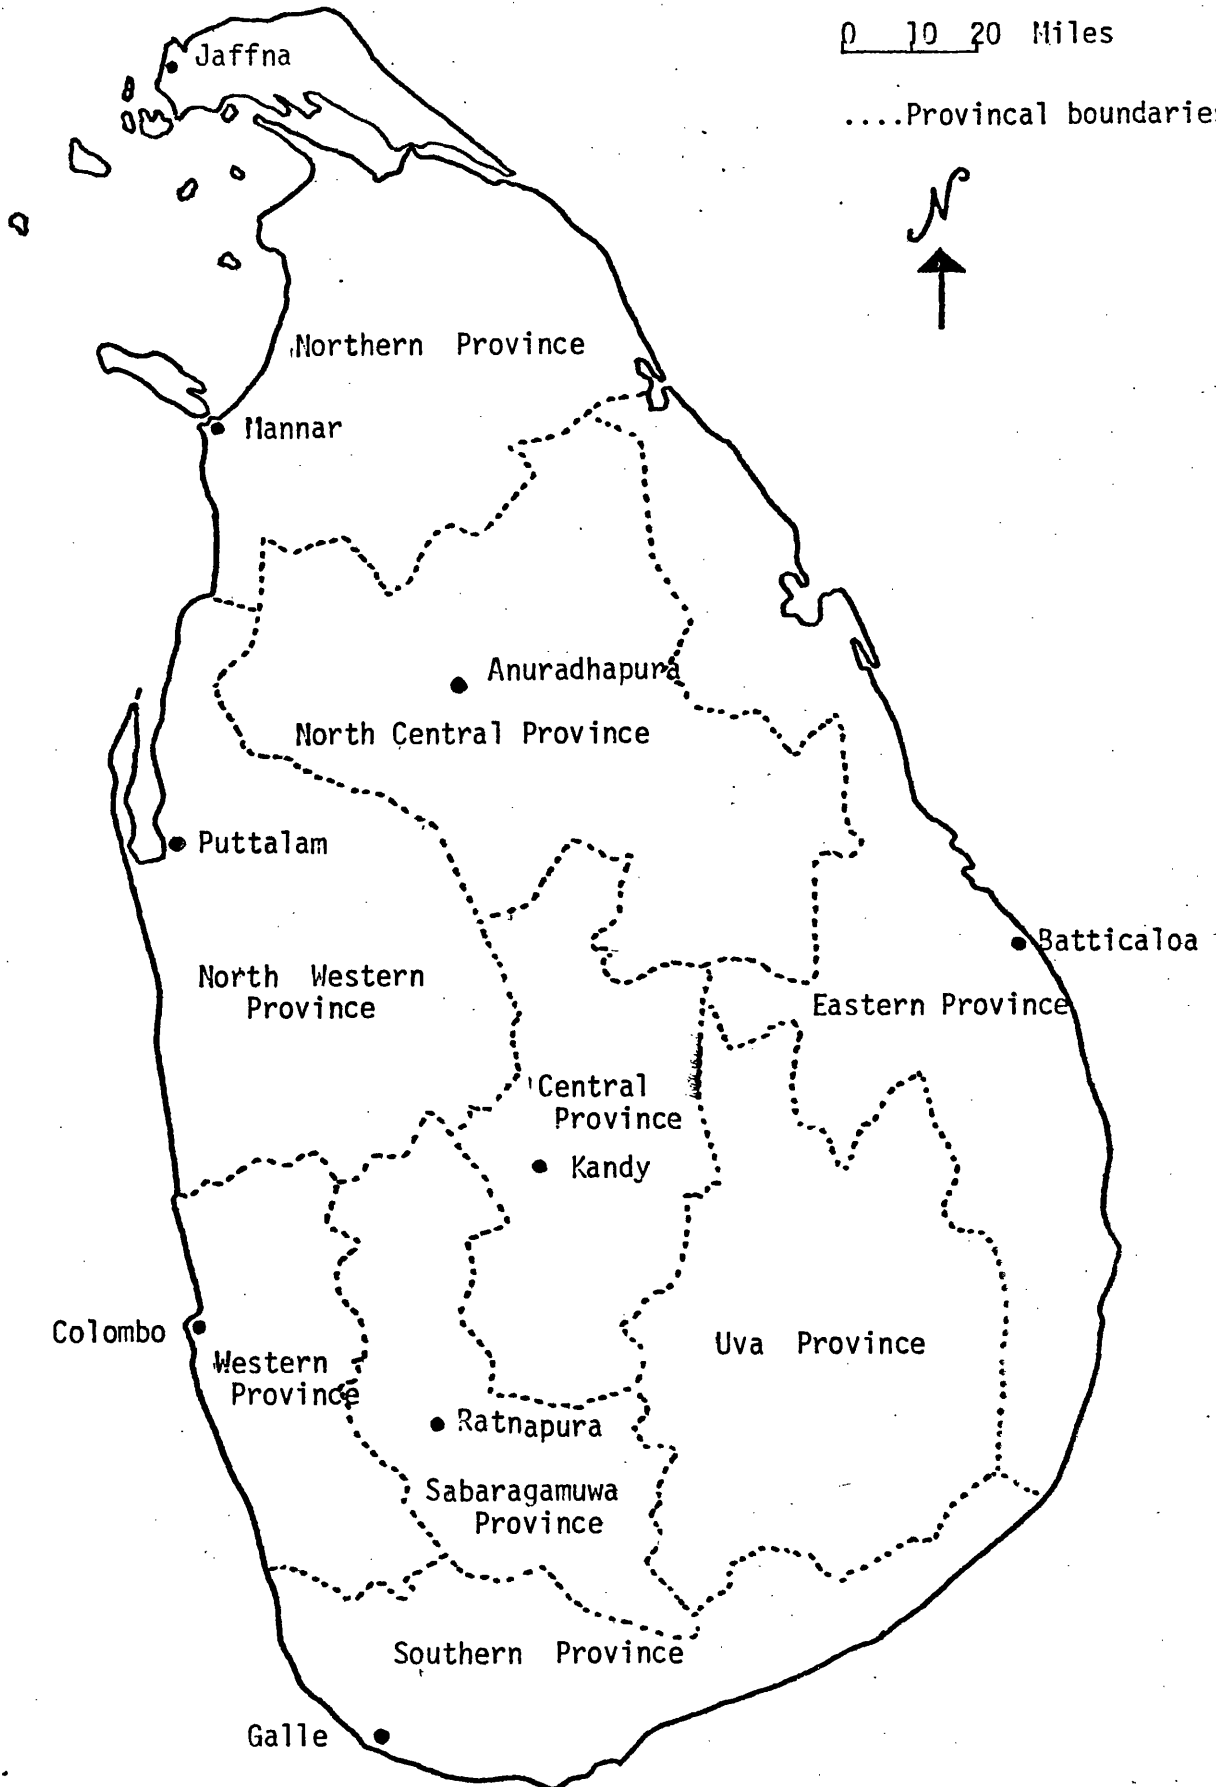 0 10 20 Miles
Jaffna
....Provincal boundaries
N
Northern Province
Mannar
Anuradhapura
North Central Province
Puttalam
Batticaloa
North Western
Province
Eastern Province
Central
Province
Kandy
Colombo
Uva Province
Western
Province
Ratnapura
Sabaragamuwa
Province
Southern Province
Galle